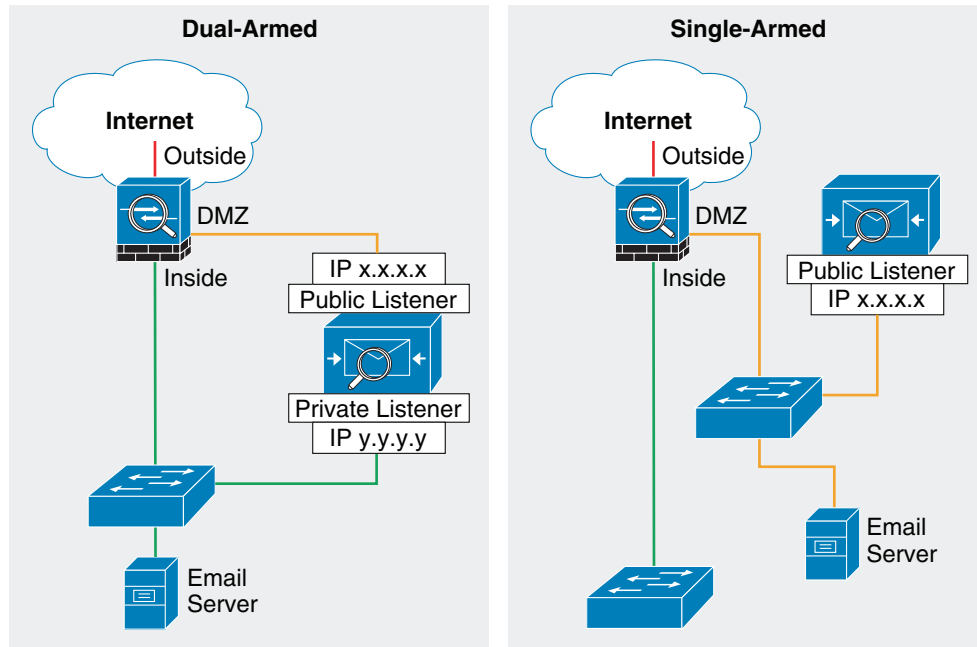 Dual-Armed
Internet
Outside
DMZ
IP x.x.x.x
Inside
Public Listener
Private Listener
IP y.y.y.y
Email
Server
Single-Armed
Internet
Outside
DMZ
Inside
Public Listener
IP x.x.x.x
Email
Server